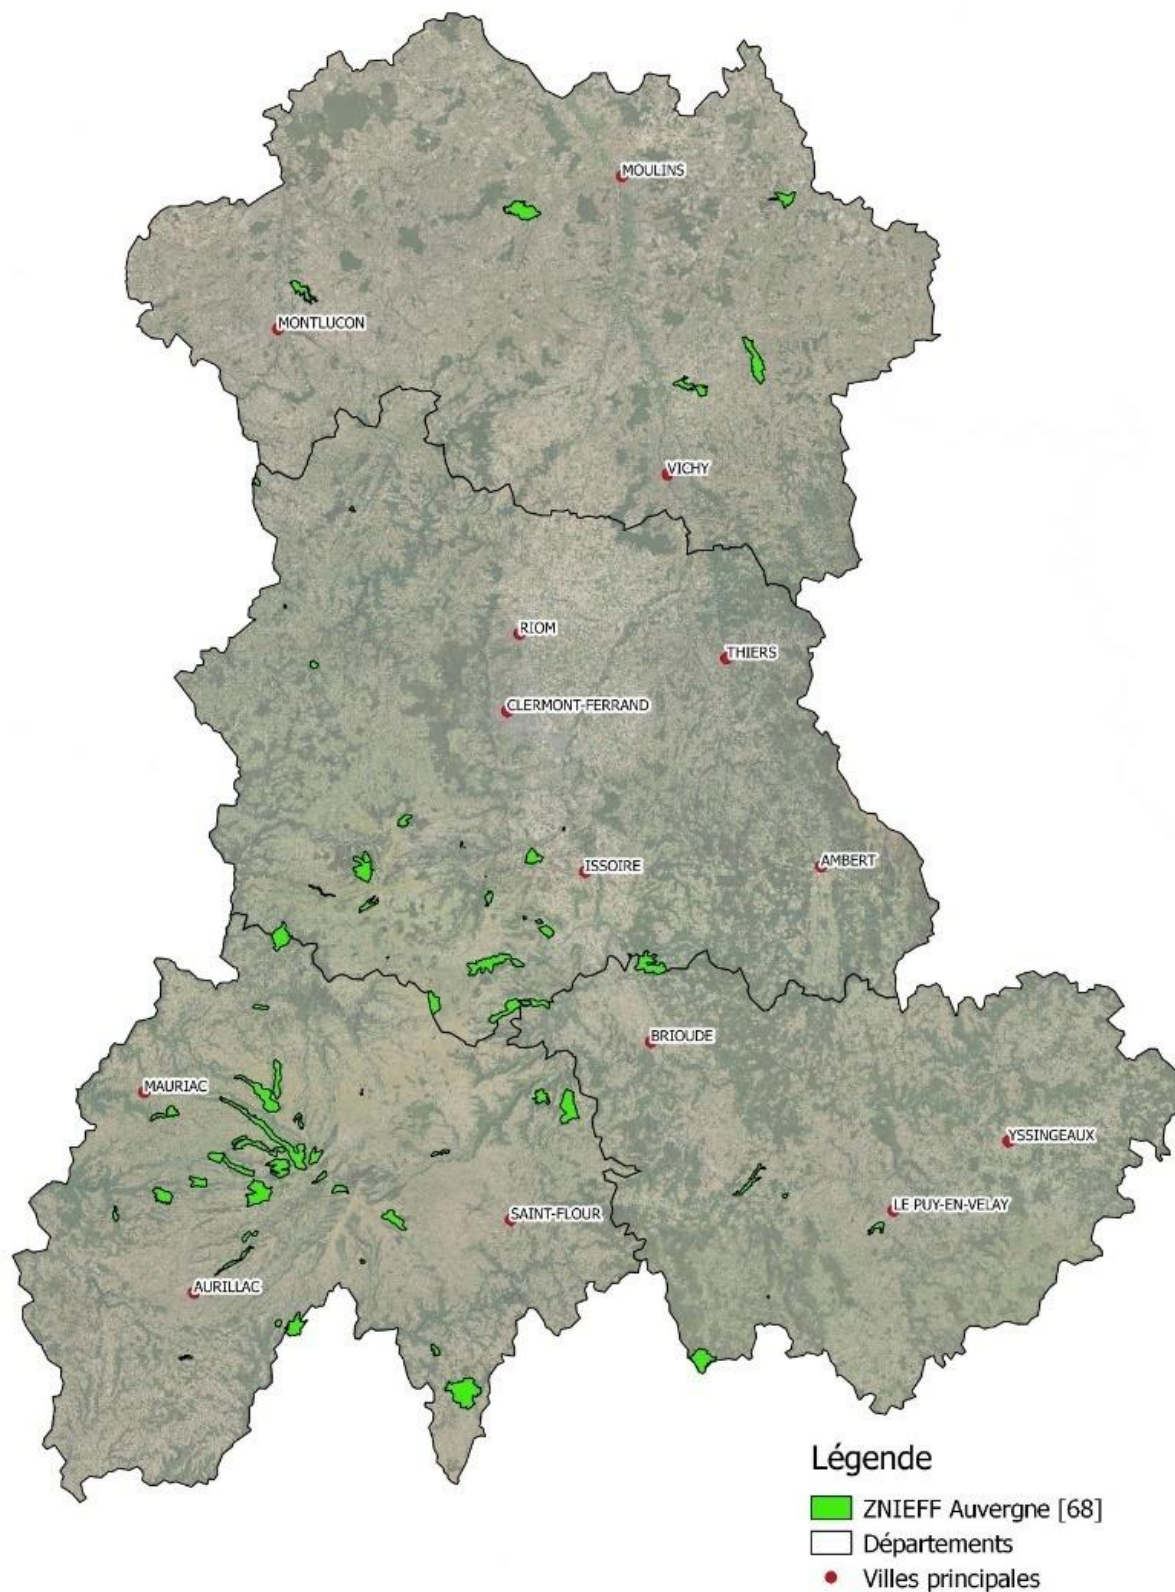 MOULINS
MONTLUCON
VICHY
RIOM
THIERS
CLERMONT-FERRAND
ISSOIRE
AMBERT
BRIOUDE
MAURIAC
YSSINGEAUX
LE PUY-EN-VELAY
SAINT-FLOUR
AURILLAC
Légende
ZNIEFF Auvergne [68]
Départements
Villes principales